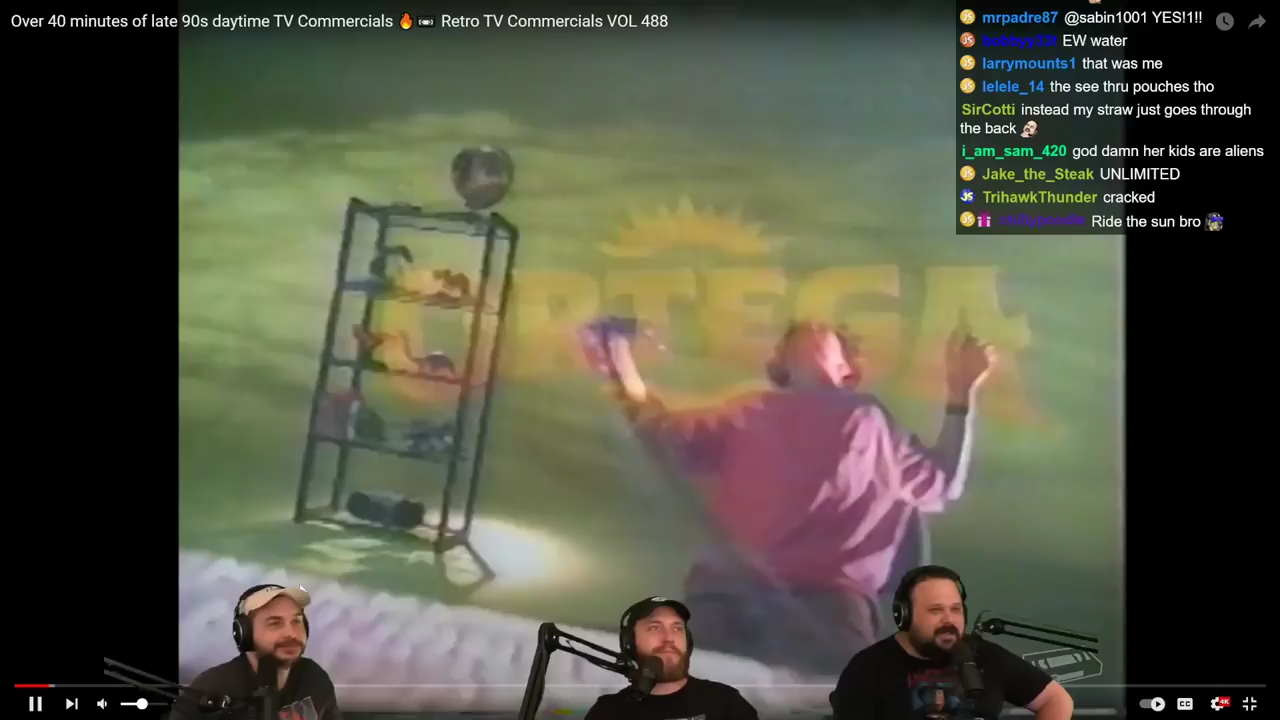 Over 40 minutes of late 90s daytime TV Commercials 🔥📼 Retro TV Commercials VOL 488
mrpadre87 @sabin1001 YES!1!!
EW water
larrymounts1 that was me
lelele_14 the see thru pouches tho
SirCotti instead my straw just goes through
the back
i_am_sam_420 god damn her kids are aliens
Jake_the_Steak UNLIMITED
TrihawkThunder cracked
Ride the sun bro
ORTEGA
4K